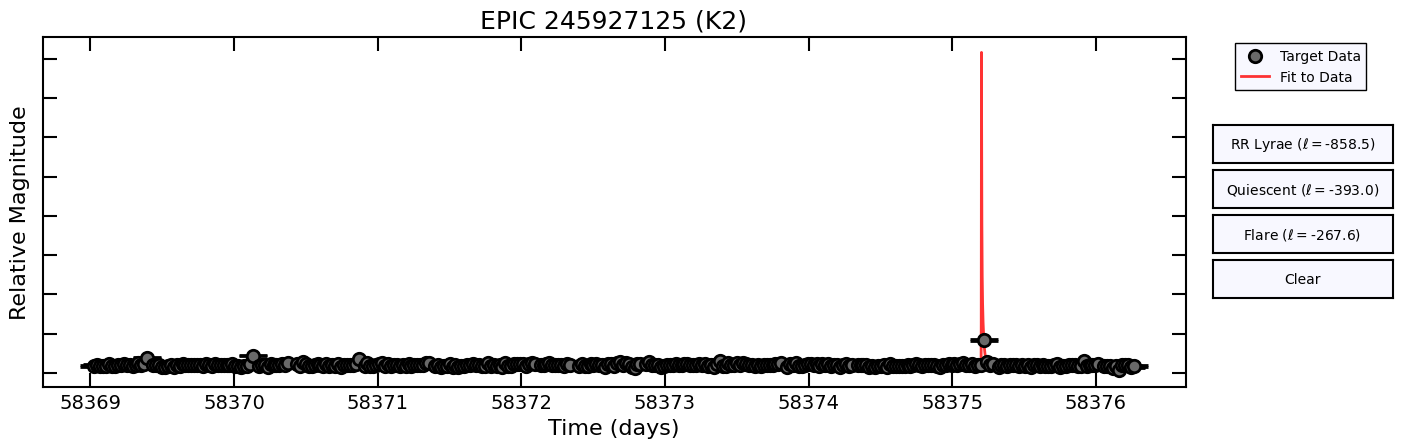 EPIC 245927125 (K2)
Relative Magnitude
58369 58370 58371 58372 58373 58374 58375 58376
Time (days)
Target Data
Fit to Data
RR Lyrae (ℓ = -858.5)
Quiescent (ℓ = -393.0)
Flare (ℓ = -267.6)
Clear